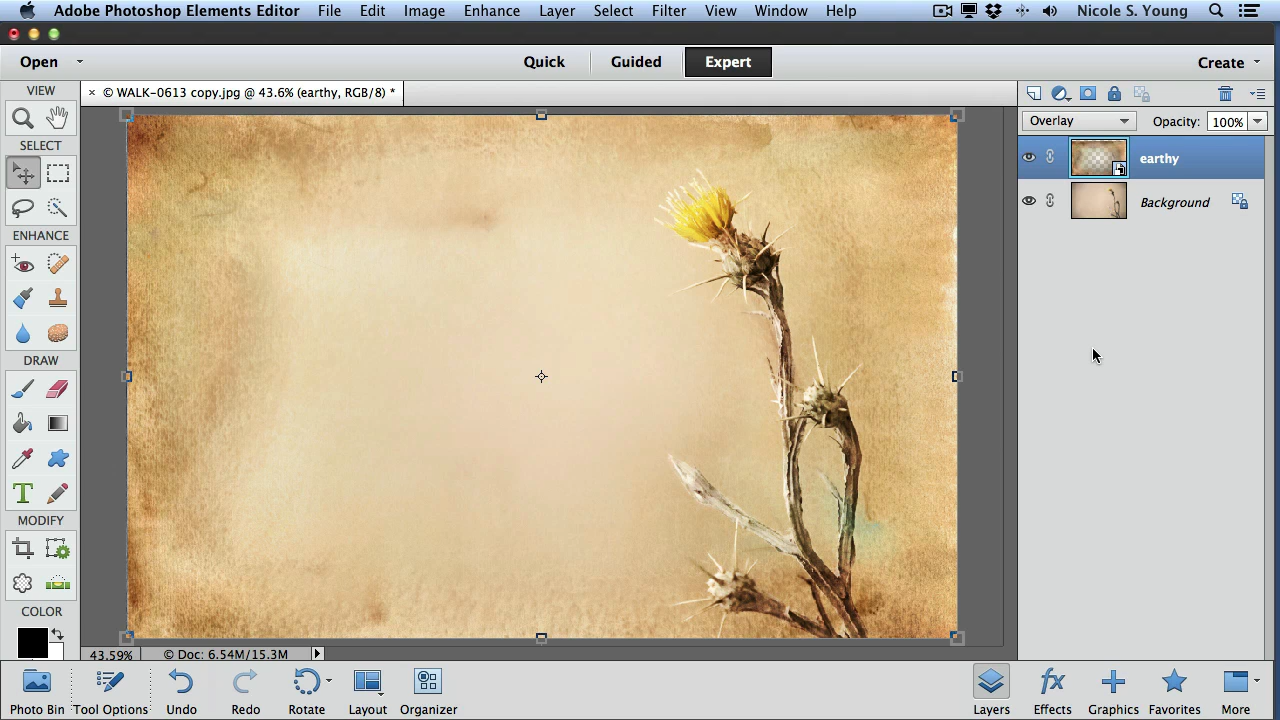 Adobe Photoshop Elements Editor File Edit Image Enhance Layer Select Filter View Window Help Nicole S. Young
Open Quick Guided Expert Create
VIEW
× © WALK-0613 copy.jpg @ 43.6% (earthy, RGB/8) *
Overlay Opacity: 100%
SELECT
earthy
Background
ENHANCE
DRAW
T
MODIFY
COLOR
43.59% © Doc: 6.54M/15.3M
Photo Bin Tool Options Undo Redo Rotate Layout Organizer Layers fx Effects Graphics Favorites More